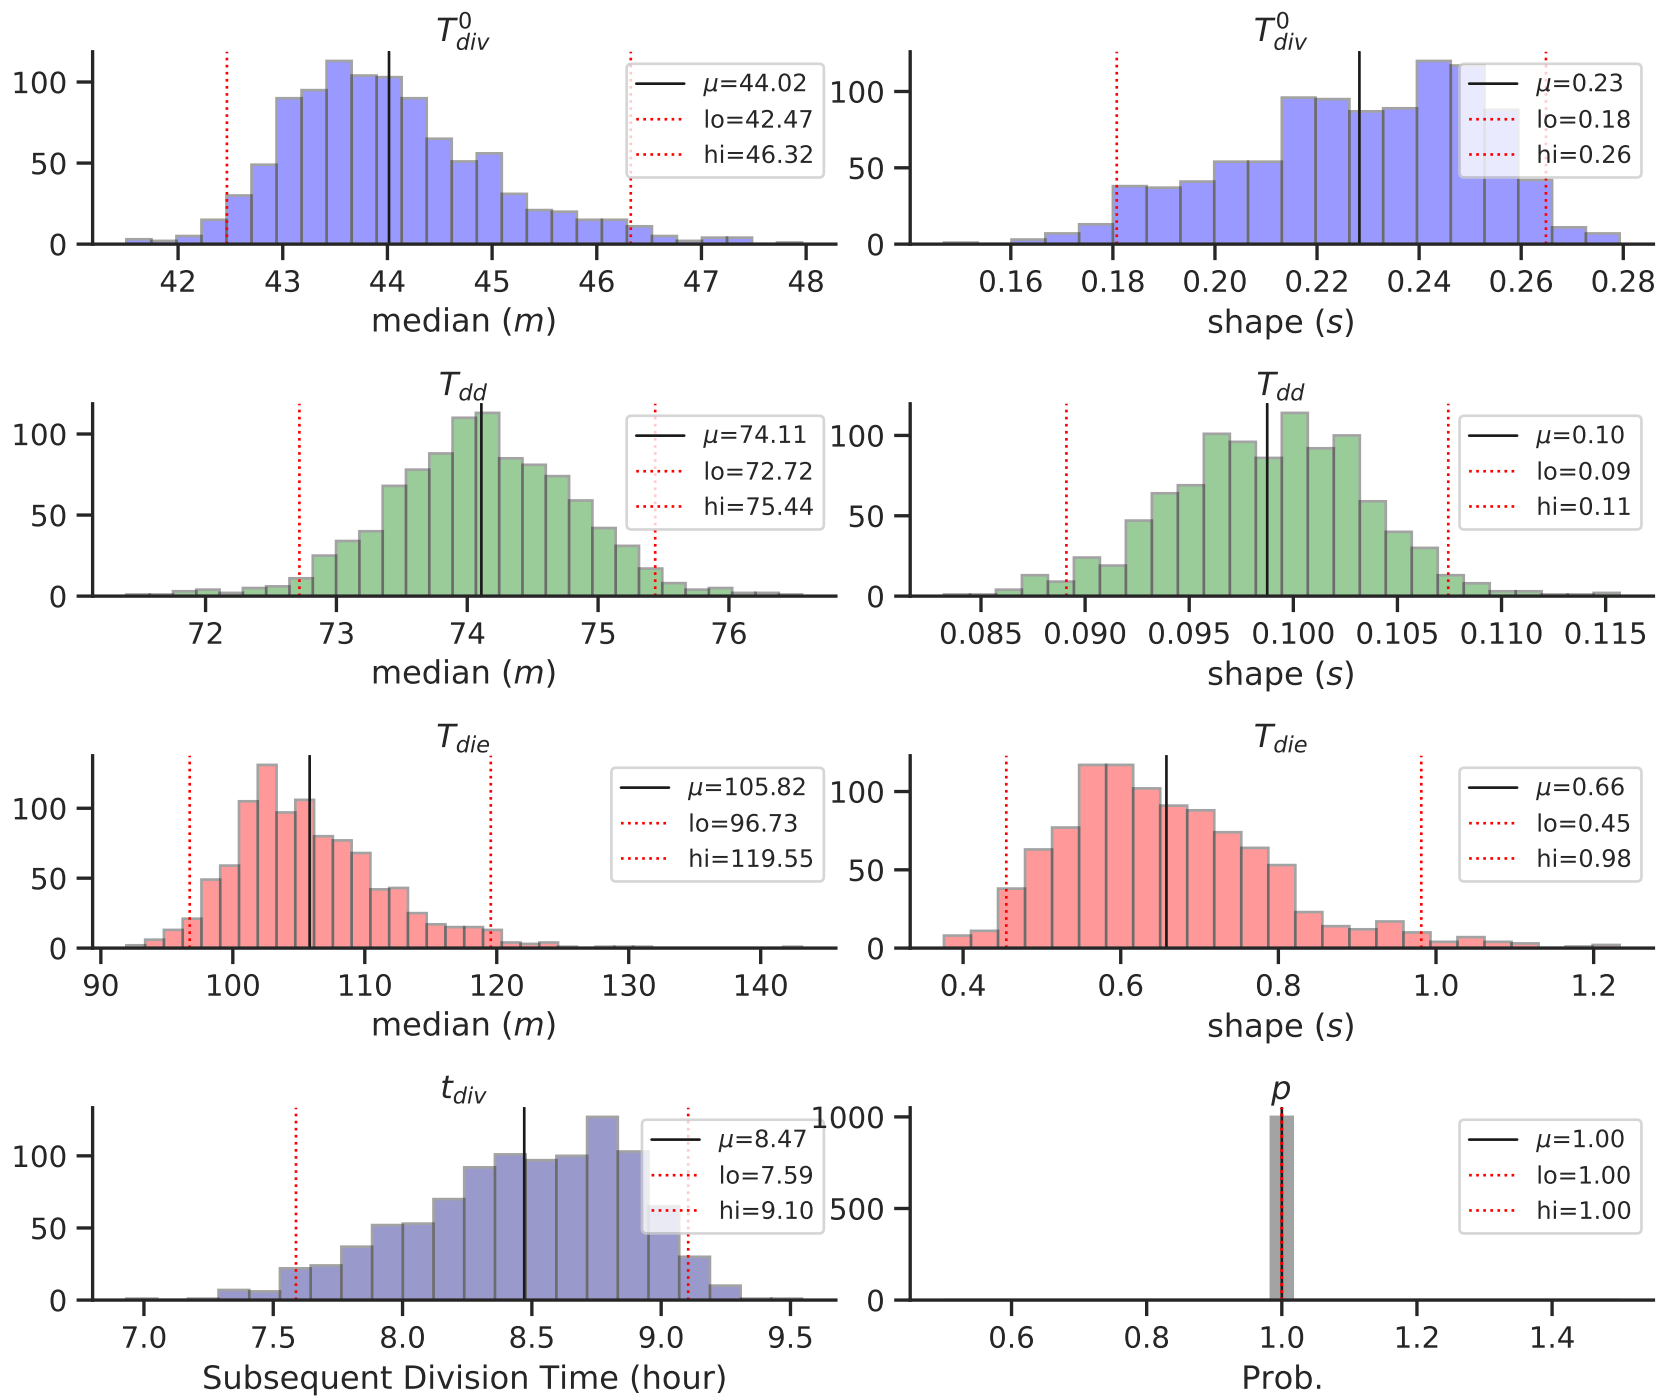 T⁰div
100
50
0
μ=44.02
lo=42.47
hi=46.32
42 43 44 45 46 47 48
median (m)
T⁰div
100
50
0
μ=0.23
lo=0.18
hi=0.26
0.16 0.18 0.20 0.22 0.24 0.26 0.28
shape (s)
Tdd
100
50
0
μ=74.11
lo=72.72
hi=75.44
72 73 74 75 76
median (m)
Tdd
100
50
0
μ=0.10
lo=0.09
hi=0.11
0.085 0.090 0.095 0.100 0.105 0.110 0.115
shape (s)
Tdie
100
50
0
μ=105.82
lo=96.73
hi=119.55
90 100 110 120 130 140
median (m)
Tdie
100
50
0
μ=0.66
lo=0.45
hi=0.98
0.4 0.6 0.8 1.0 1.2
shape (s)
tdiv
100
50
0
μ=8.47
lo=7.59
hi=9.10
7.0 7.5 8.0 8.5 9.0 9.5
Subsequent Division Time (hour)
p
1000
500
0
μ=1.00
lo=1.00
hi=1.00
0.6 0.8 1.0 1.2 1.4
Prob.